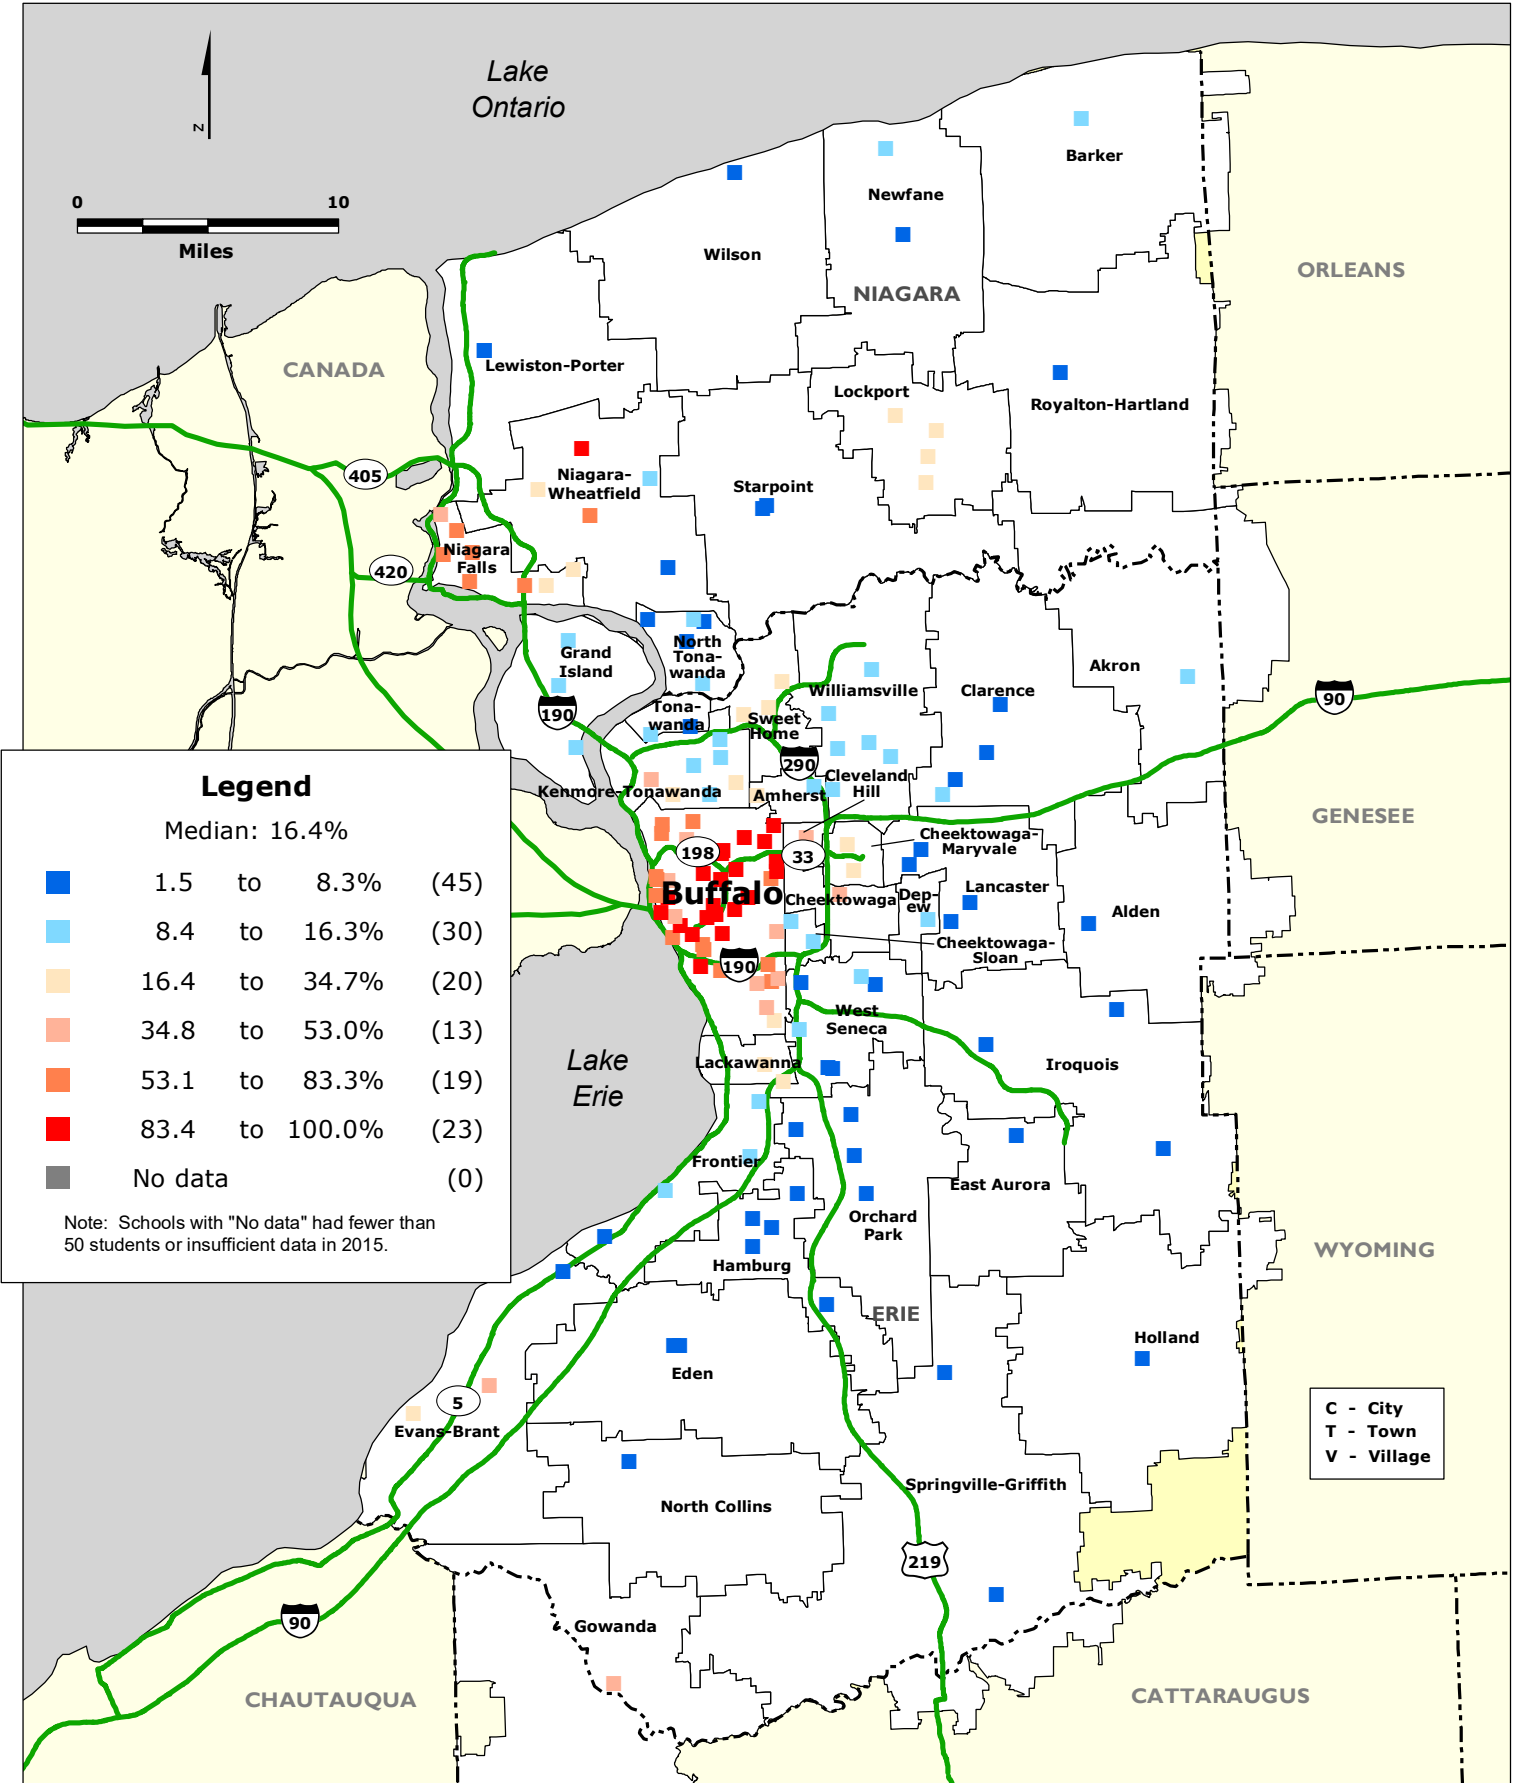 Lake
Ontario
N
0 10
Miles
Barker
Newfane
Wilson
NIAGARA
ORLEANS
CANADA
Lewiston-Porter
Lockport
Royalton-Hartland
405
Niagara-
Wheatfield
Starpoint
Niagara
Falls
420
Grand
Island
North
Tona-
wanda
Akron
Williamsville
Clarence
90
190
Tona-
wanda
Sweet
Home
290
Cleveland
Hill
Kenmore-Tonawanda
Amherst
GENESEE
Cheektowaga-
Maryvale
198
33
Buffalo
Cheektowaga
Dep-
ew
Lancaster
Alden
Cheektowaga-
Sloan
190
West
Seneca
Lake
Erie
Lackawanna
Iroquois
Frontier
East Aurora
Orchard
Park
Hamburg
WYOMING
ERIE
Holland
Eden
5
Evans-Brant
North Collins
Springville-Griffith
219
90
Gowanda
CHAUTAUQUA
CATTARAUGUS
Legend
Median: 16.4%
1.5 to 8.3% (45)
8.4 to 16.3% (30)
16.4 to 34.7% (20)
34.8 to 53.0% (13)
53.1 to 83.3% (19)
83.4 to 100.0% (23)
No data (0)
Note: Schools with "No data" had fewer than
50 students or insufficient data in 2015.
C - City
T - Town
V - Village